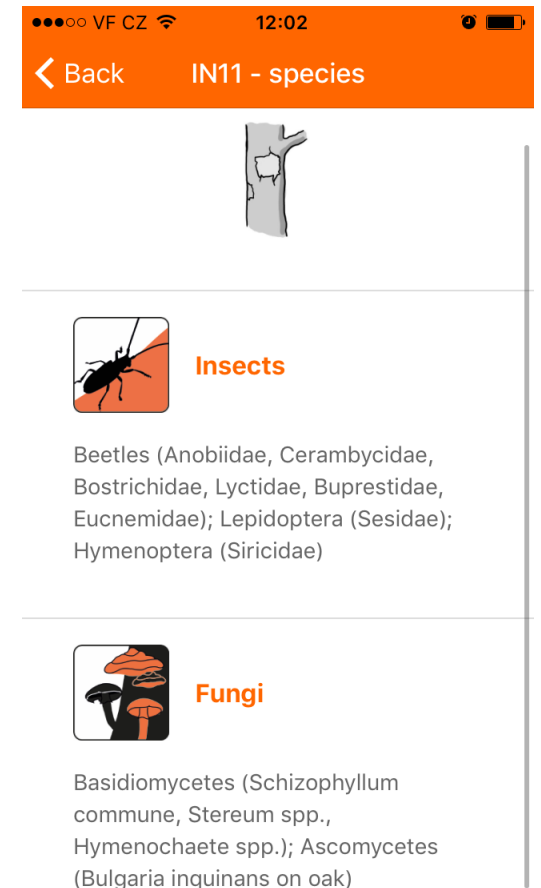 VF CZ 12:02
Back IN11 - species
Insects
Beetles (Anobiidae, Cerambycidae,
Bostrichidae, Lyctidae, Buprestidae,
Eucnemidae); Lepidoptera (Sesidae);
Hymenoptera (Siricidae)
Fungi
Basidiomycetes (Schizophyllum
commune, Stereum spp.,
Hymenochaete spp.); Ascomycetes
(Bulgaria inquinans on oak)